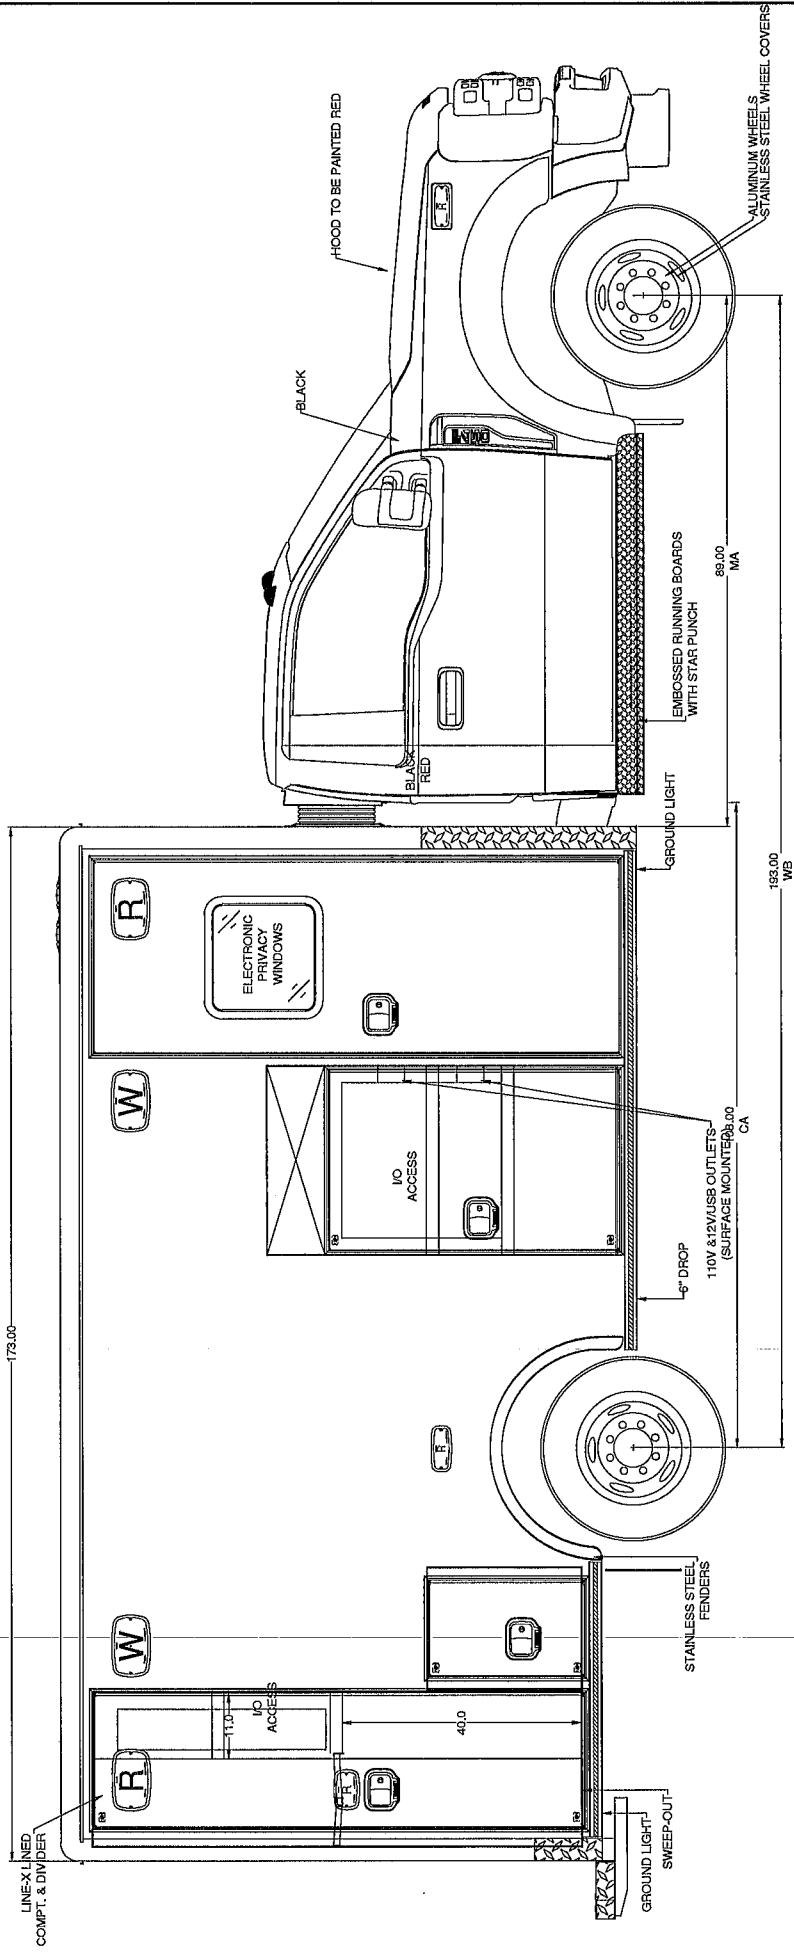 173.00
LINE-X LINED
COMPT. & DIVIDER
R
W
W
R
ELECTRONIC
PRIVACY
WINDOWS
I/O
ACCESS
11.0
40.0
R
R
I/O
ACCESS
HOOD TO BE PAINTED RED
BLACK
BLACK
RED
R
GROUND LIGHT
SWEEP-OUT
STAINLESS STEEL
FENDERS
6" DROP
110V &12V/USB OUTLETS
(SURFACE MOUNTED)
CA
GROUND LIGHT
EMBOSSED RUNNING BOARDS
WITH STAR PUNCH
89.00
MA
193.00
WB
ALUMINUM WHEELS
STAINLESS STEEL WHEEL COVERS